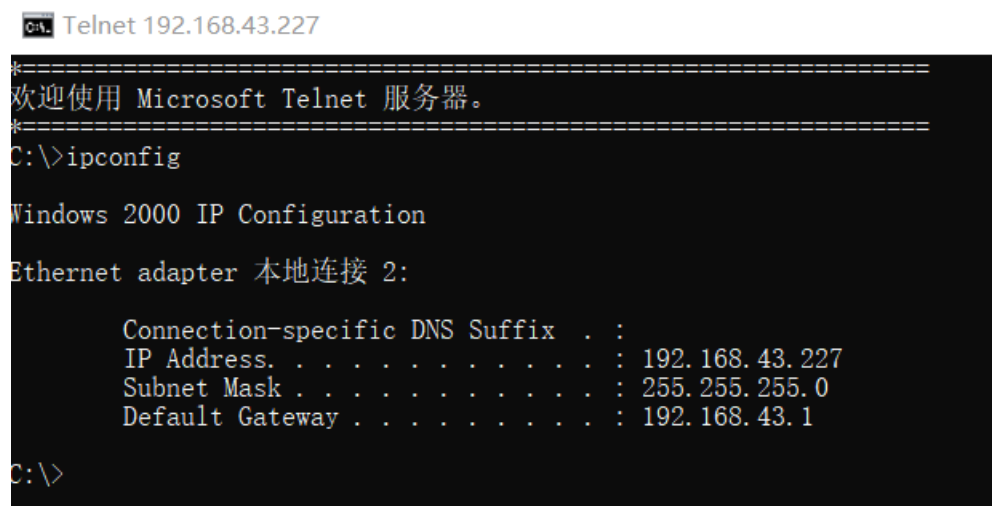 Telnet 192.168.43.227
*===============================================================
欢迎使用 Microsoft Telnet 服务器。
*===============================================================
C:\>ipconfig
Windows 2000 IP Configuration
Ethernet adapter 本地连接 2:
Connection-specific DNS Suffix . :
IP Address. . . . . . . . . . . . : 192.168.43.227
Subnet Mask . . . . . . . . . . . : 255.255.255.0
Default Gateway . . . . . . . . . : 192.168.43.1
C:\>